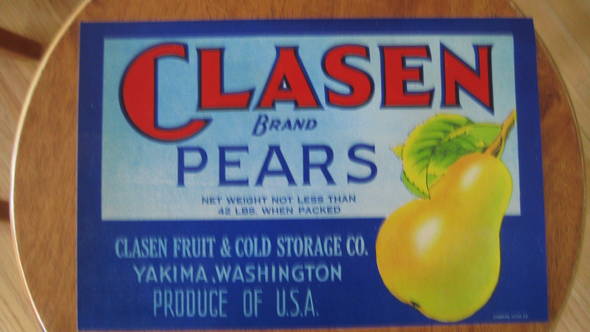 CLASEN
BRAND
PEARS
NET WEIGHT NOT LESS THAN
42 LBS. WHEN PACKED
CLASEN FRUIT & COLD STORAGE CO.
YAKIMA, WASHINGTON
PRODUCE OF U.S.A.